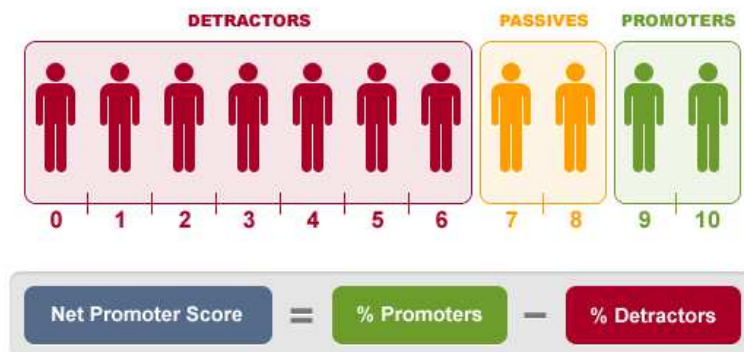 DETRACTORS PASSIVES PROMOTERS
0 1 2 3 4 5 6 7 8 9 10
Net Promoter Score = % Promoters – % Detractors